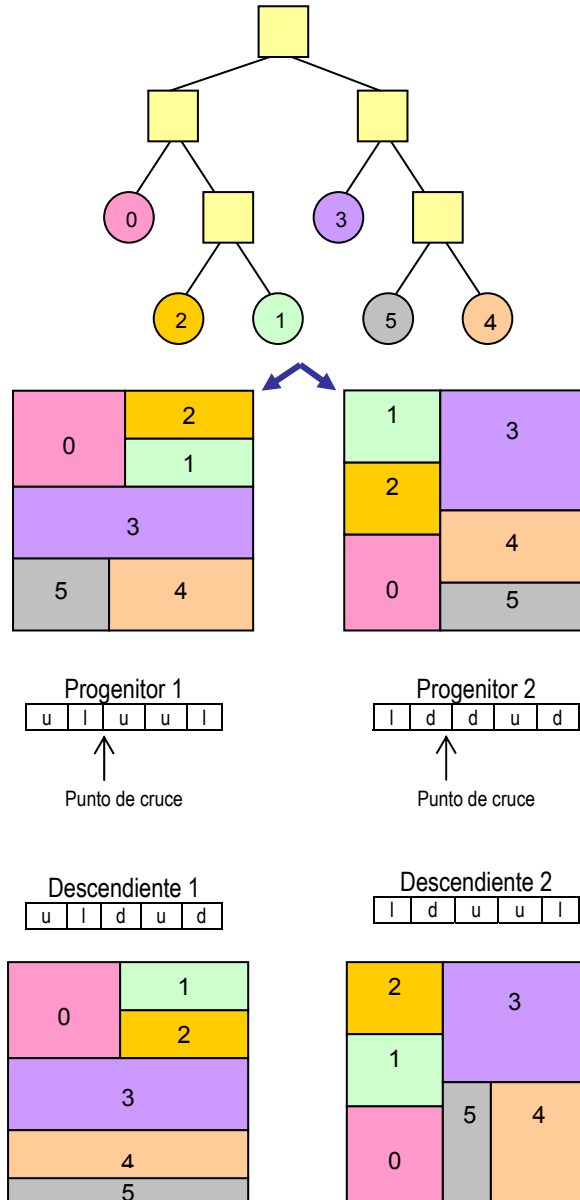 0
3
2 1 5 4
0 2 1 3
1 2 3
3 4
5 4 0 5
Progenitor 1 Progenitor 2
u l u u l l d d u d
Punto de cruce Punto de cruce
Descendiente 1 Descendiente 2
u l d u d l d u u l
0 1 2 2 3
3 1
4 5 4
5 0